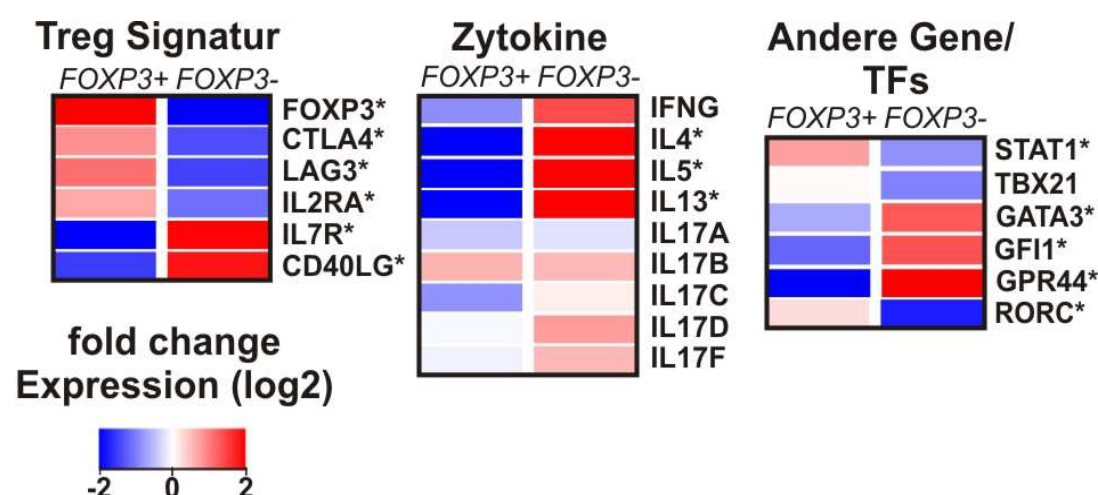 Treg Signatur
FOXP3+ FOXP3-
FOXP3*
CTLA4*
LAG3*
IL2RA*
IL7R*
CD40LG*
Zytokine
FOXP3+ FOXP3-
IFNG
IL4*
IL5*
IL13*
IL17A
IL17B
IL17C
IL17D
IL17F
Andere Gene/
TFs
FOXP3+ FOXP3-
STAT1*
TBX21
GATA3*
GFI1*
GPR44*
RORC*
fold change
Expression (log2)
-2 0 2